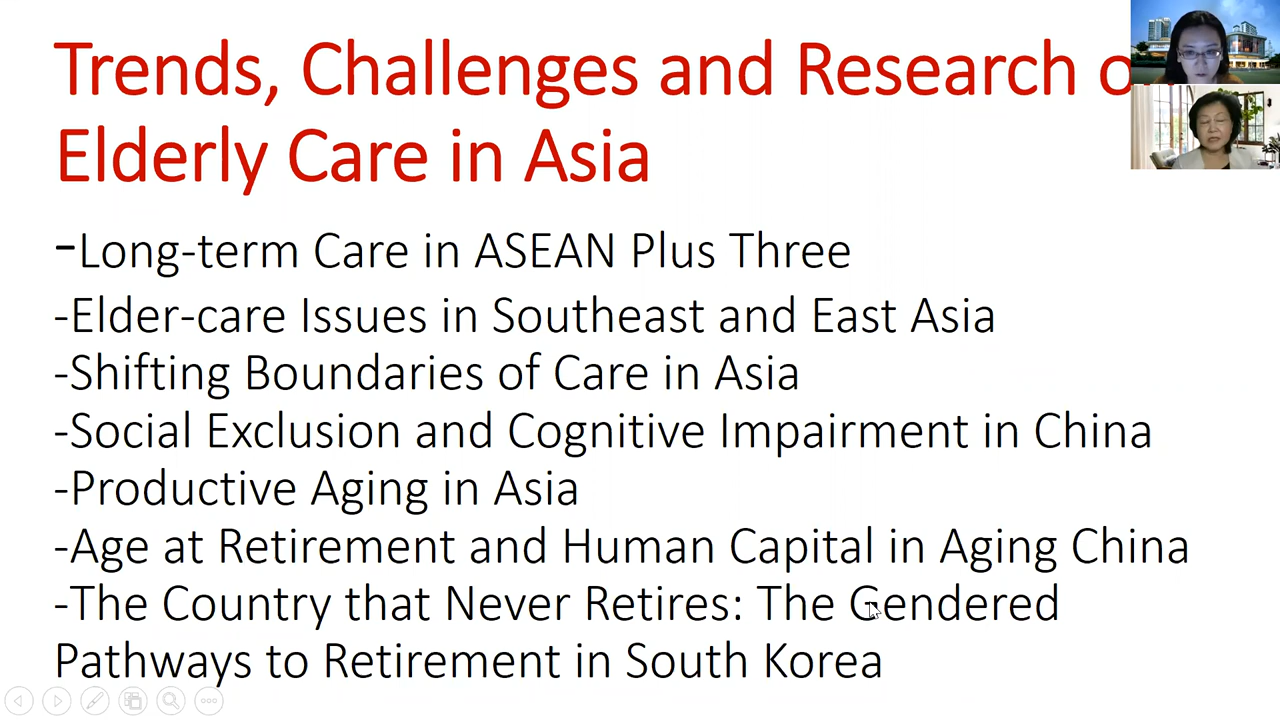 Trends, Challenges and Research
Elderly Care in Asia
-Long-term Care in ASEAN Plus Three
-Elder-care Issues in Southeast and East Asia
-Shifting Boundaries of Care in Asia
-Social Exclusion and Cognitive Impairment in China
-Productive Aging in Asia
-Age at Retirement and Human Capital in Aging China
-The Country that Never Retires: The Gendered
Pathways to Retirement in South Korea